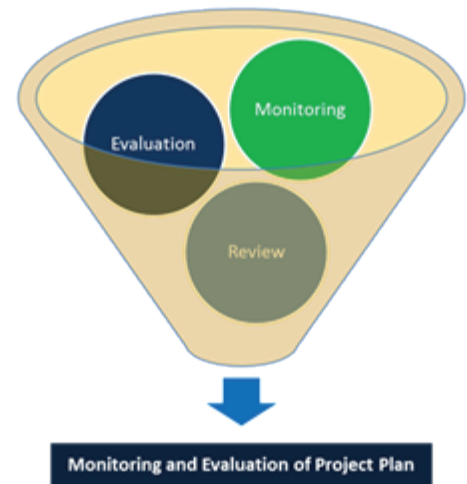 Monitoring
Evaluation
Review
Monitoring and Evaluation of Project Plan